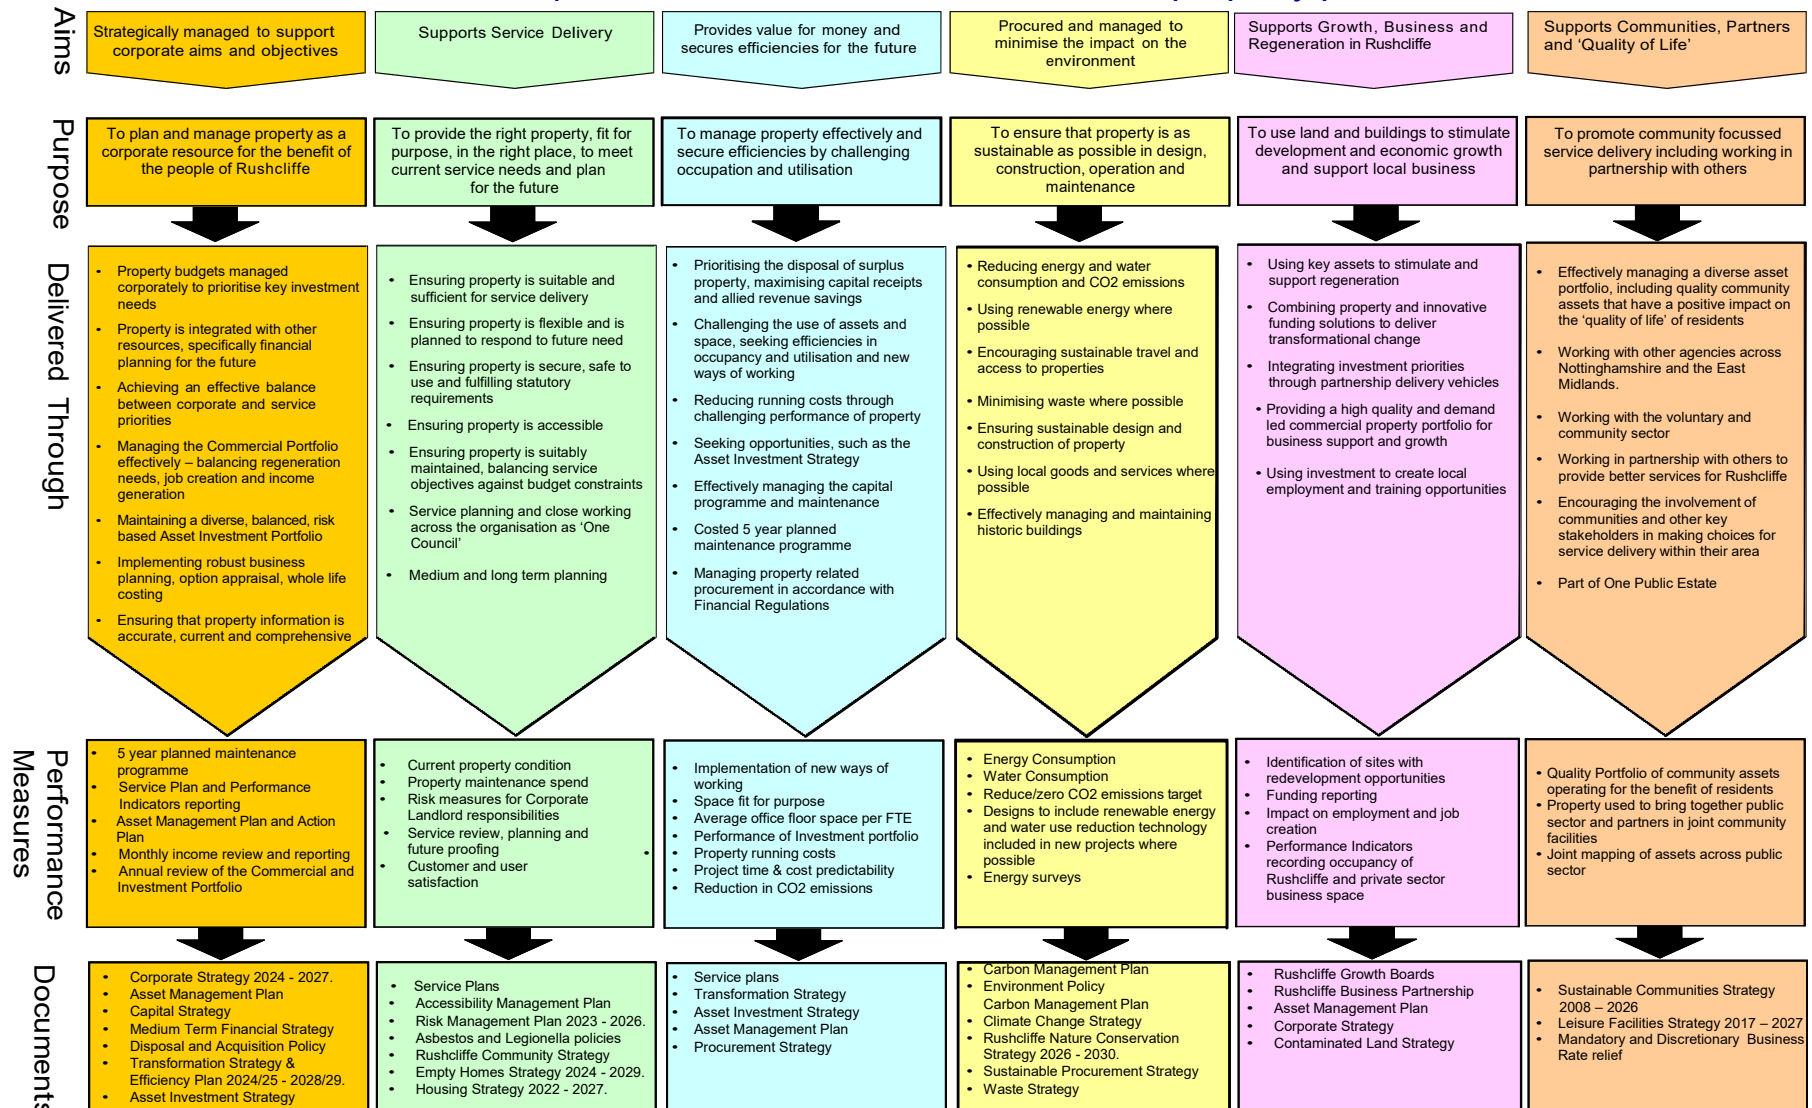 Aims
Strategically managed to support
corporate aims and objectives
Supports Service Delivery
Provides value for money and
secures efficiencies for the future
Procured and managed to
minimise the impact on the
environment
Supports Growth, Business and
Regeneration in Rushcliffe
Supports Communities, Partners
and ‘Quality of Life’
Purpose
To plan and manage property as a
corporate resource for the benefit of
the people of Rushcliffe
To provide the right property, fit for
purpose, in the right place, to meet
current service needs and plan
for the future
To manage property effectively and
secure efficiencies by challenging
occupation and utilisation
To ensure that property is as
sustainable as possible in design,
construction, operation and
maintenance
To use land and buildings to stimulate
development and economic growth
and support local business
To promote community focussed
service delivery including working in
partnership with others
Delivered Through
• Property budgets managed
corporately to prioritise key investment
needs
• Property is integrated with other
resources, specifically financial
planning for the future
• Achieving an effective balance
between corporate and service
priorities
• Managing the Commercial Portfolio
effectively – balancing regeneration
needs, job creation and income
generation
• Maintaining a diverse, balanced, risk
based Asset Investment Portfolio
• Implementing robust business
planning, option appraisal, whole life
costing
• Ensuring that property information is
accurate, current and comprehensive
• Ensuring property is suitable and
sufficient for service delivery
• Ensuring property is flexible and is
planned to respond to future need
• Ensuring property is secure, safe to
use and fulfilling statutory
requirements
• Ensuring property is accessible
• Ensuring property is suitably
maintained, balancing service
objectives against budget constraints
• Service planning and close working
across the organisation as ‘One
Council’
• Medium and long term planning
• Prioritising the disposal of surplus
property, maximising capital receipts
and allied revenue savings
• Challenging the use of assets and
space, seeking efficiencies in
occupancy and utilisation and new
ways of working
• Reducing running costs through
challenging performance of property
• Seeking opportunities, such as the
Asset Investment Strategy
• Effectively managing the capital
programme and maintenance
• Costed 5 year planned
maintenance programme
• Managing property related
procurement in accordance with
Financial Regulations
• Reducing energy and water
consumption and CO2 emissions
• Using renewable energy where
possible
• Encouraging sustainable travel and
access to properties
• Minimising waste where possible
• Ensuring sustainable design and
construction of property
• Using local goods and services where
possible
• Effectively managing and maintaining
historic buildings
• Using key assets to stimulate and
support regeneration
• Combining property and innovative
funding solutions to deliver
transformational change
• Integrating investment priorities
through partnership delivery vehicles
• Providing a high quality and demand
led commercial property portfolio for
business support and growth
• Using investment to create local
employment and training opportunities
• Effectively managing a diverse asset
portfolio, including quality community
assets that have a positive impact on
the ‘quality of life’ of residents
• Working with other agencies across
Nottinghamshire and the East
Midlands.
• Working with the voluntary and
community sector
• Working in partnership with others to
provide better services for Rushcliffe
• Encouraging the involvement of
communities and other key
stakeholders in making choices for
service delivery within their area
• Part of One Public Estate
Performance
Measures
• 5 year planned maintenance
programme
• Service Plan and Performance
Indicators reporting
• Asset Management Plan and Action
Plan
• Monthly income review and reporting
• Annual review of the Commercial and
Investment Portfolio
• Current property condition
• Property maintenance spend
• Risk measures for Corporate
Landlord responsibilities
• Service review, planning and
future proofing
• Customer and user
satisfaction
•
• Implementation of new ways of
working
• Space fit for purpose
• Average office floor space per FTE
• Performance of Investment portfolio
• Property running costs
• Project time & cost predictability
• Reduction in CO2 emissions
• Energy Consumption
• Water Consumption
• Reduce/zero CO2 emissions target
• Designs to include renewable energy
and water use reduction technology
included in new projects where
possible
• Energy surveys
• Identification of sites with
redevelopment opportunities
• Funding reporting
• Impact on employment and job
creation
• Performance Indicators
recording occupancy of
Rushcliffe and private sector
business space
• Quality Portfolio of community assets
operating for the benefit of residents
• Property used to bring together public
sector and partners in joint community
facilities
• Joint mapping of assets across public
sector
Documents
• Corporate Strategy 2024 - 2027.
• Asset Management Plan
• Capital Strategy
• Medium Term Financial Strategy
• Disposal and Acquisition Policy
• Transformation Strategy &
Efficiency Plan 2024/25 - 2028/29.
• Asset Investment Strategy
• Service Plans
• Accessibility Management Plan
• Risk Management Plan 2023 - 2026.
• Asbestos and Legionella policies
• Rushcliffe Community Strategy
• Empty Homes Strategy 2024 - 2029.
• Housing Strategy 2022 - 2027.
• Service plans
• Transformation Strategy
• Asset Investment Strategy
• Asset Management Plan
• Procurement Strategy
• Carbon Management Plan
• Environment Policy
Carbon Management Plan
• Climate Change Strategy
• Rushcliffe Nature Conservation
Strategy 2026 - 2030.
• Sustainable Procurement Strategy
• Waste Strategy
• Rushcliffe Growth Boards
• Rushcliffe Business Partnership
• Asset Management Plan
• Corporate Strategy
• Contaminated Land Strategy
• Sustainable Communities Strategy
2008 – 2026
• Leisure Facilities Strategy 2017 – 2027
• Mandatory and Discretionary Business
Rate relief